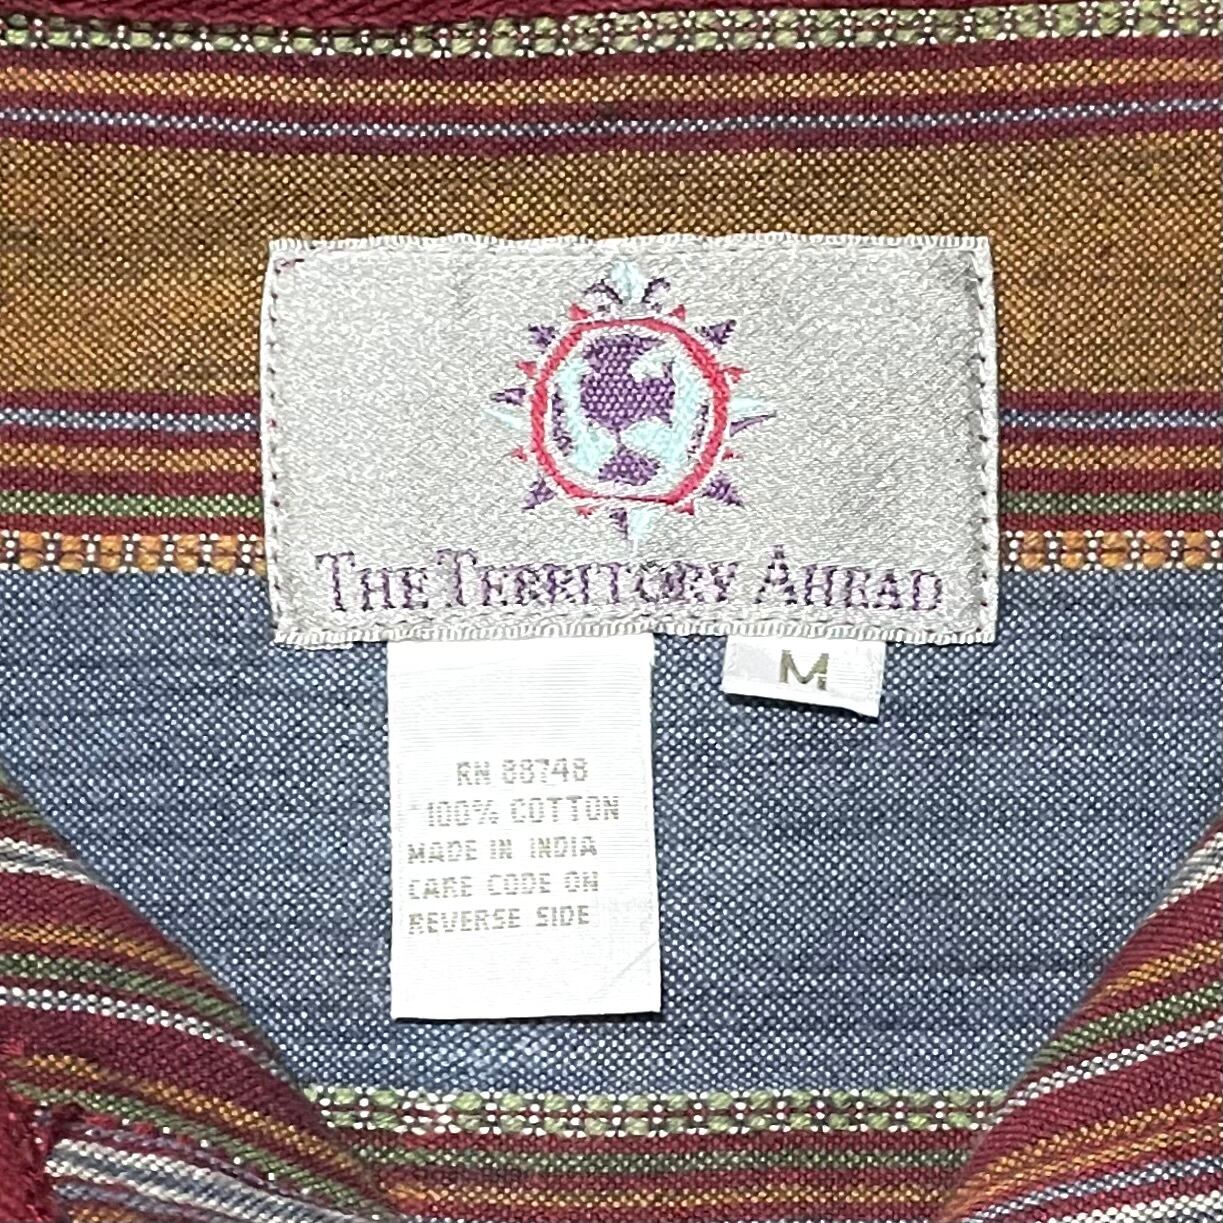 THE TERRITORY AHEAD
M
RN 88748
100% COTTON
MADE IN INDIA
CARE CODE ON
REVERSE SIDE